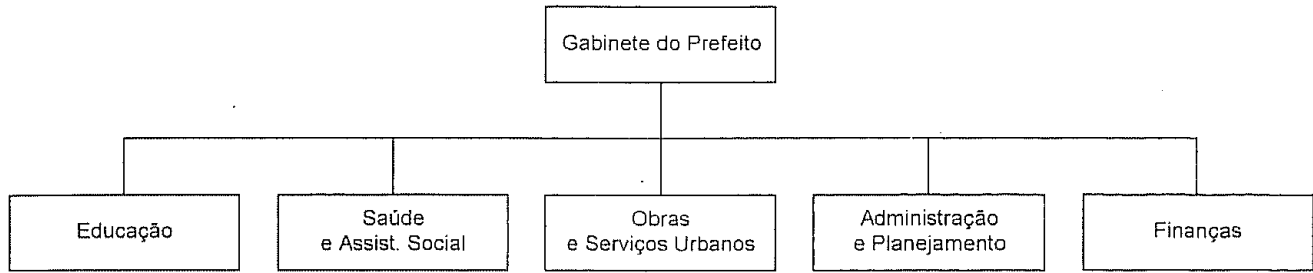 Gabinete do Prefeito
Educação
Saúde
e Assist. Social
Obras
e Serviços Urbanos
Administração
e Planejamento
Finanças